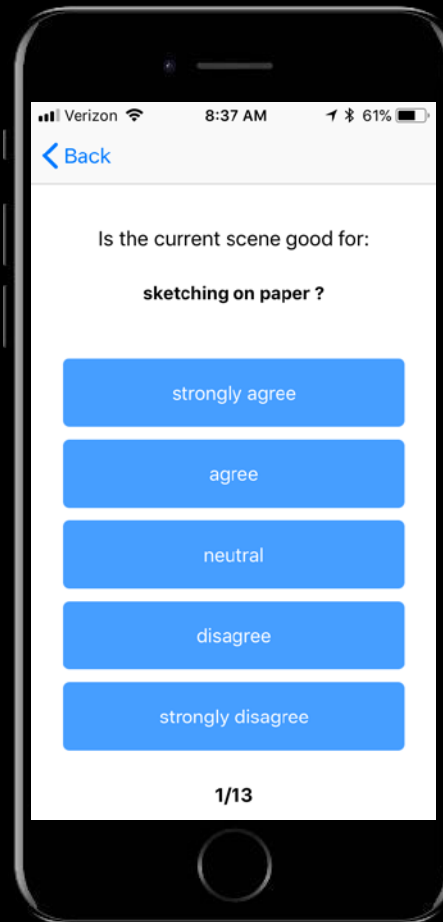 Verizon 8:37 AM 61%
Back
Is the current scene good for:
sketching on paper ?
strongly agree
agree
neutral
disagree
strongly disagree
1/13